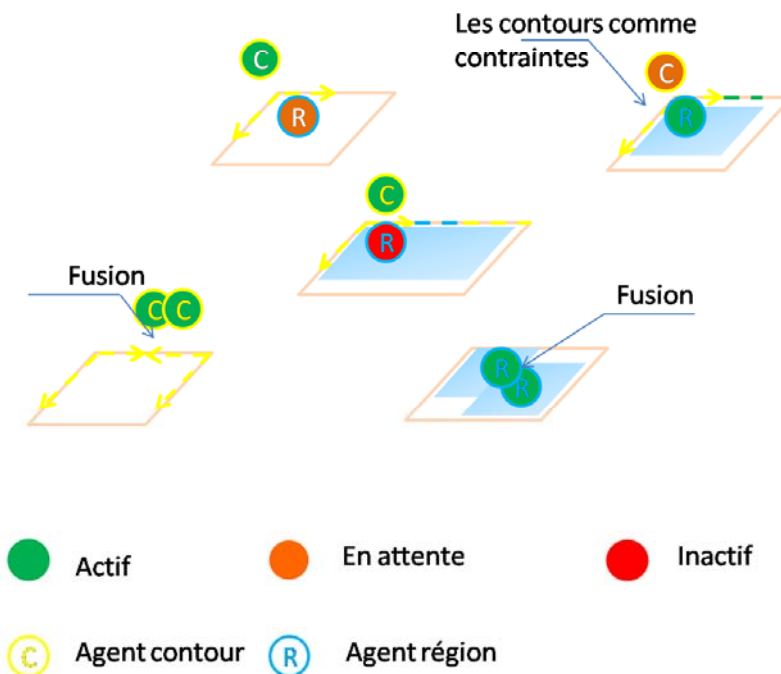 Les contours comme
contraintes
C
C
R
R
C
R
Fusion
C C
Fusion
R
R
Actif
En attente
Inactif
C Agent contour
R Agent région